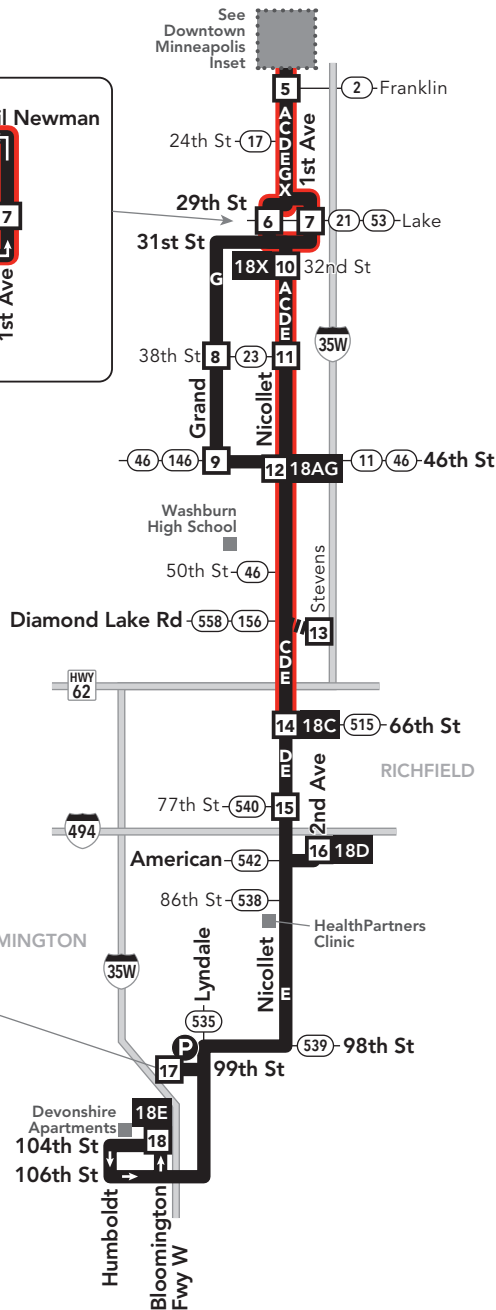 See
Downtown
Minneapolis
Inset
5
2 Franklin
A
C
D
E
G
X
1st Ave
24th St 17
Newman
7
1st Ave
29th St
6
7
21 53 Lake
31st St
18X 10 32nd St
G
A
C
D
E
35W
38th St 8 23 11
Grand
Nicollet
46 146 9
12 18AG 11 46 46th St
Washburn
High School
50th St 46
Stevens
Diamond Lake Rd 558 156
13
C
D
E
HWY
62
14 18C 515 66th St
D
E
2nd Ave
RICHFIELD
77th St 540 15
494
American 542
16 18D
86th St 538
HealthPartners
Clinic
MINGTON
Nicollet
E
35W
Lyndale
535
P
539 98th St
17
99th St
18E
Devonshire
Apartments
18
104th St
106th St
Humboldt
Bloomington
Fwy W